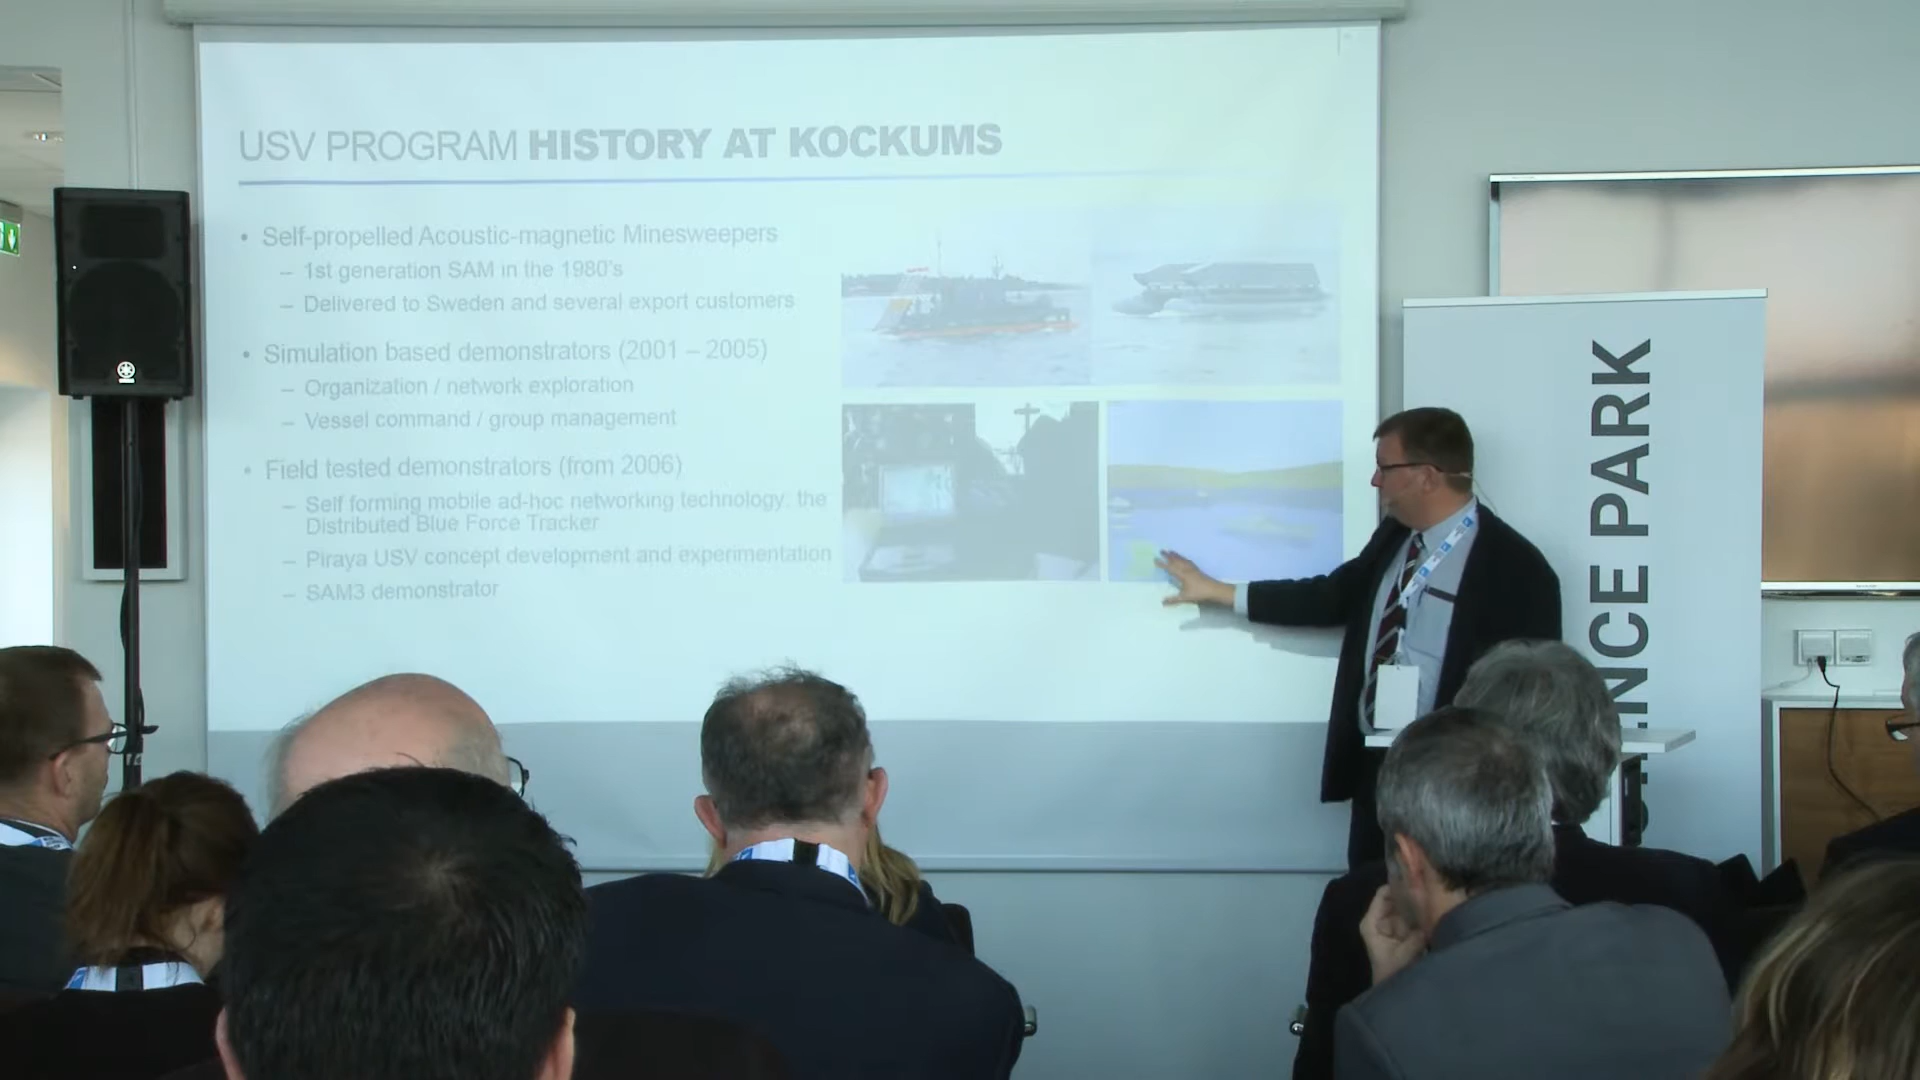 USV PROGRAM HISTORY AT KOCKUMS
• Self-propelled Acoustic-magnetic Minesweepers
– 1st generation SAM in the 1980's
– Delivered to Sweden and several export customers
• Simulation based demonstrators (2001 – 2005)
– Organization / network exploration
– Vessel command / group management
• Field tested demonstrators (from 2006)
– Self forming mobile ad-hoc networking technology: the
Distributed Blue Force Tracker
– Piraya USV concept development and experimentation
– SAM3 demonstrator
NCE PARK
YAMAHA